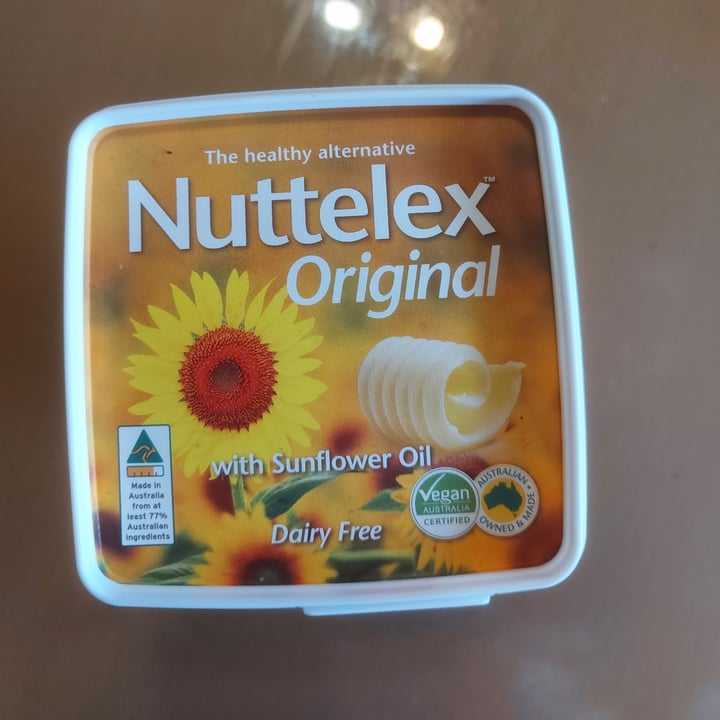 The healthy alternative
Nuttelex™
Original
with Sunflower Oil
Dairy Free
Made in
Australia
from at
least 77%
Australian
ingredients
Vegan
AUSTRALIA
CERTIFIED
AUSTRALIAN
OWNED & MADE